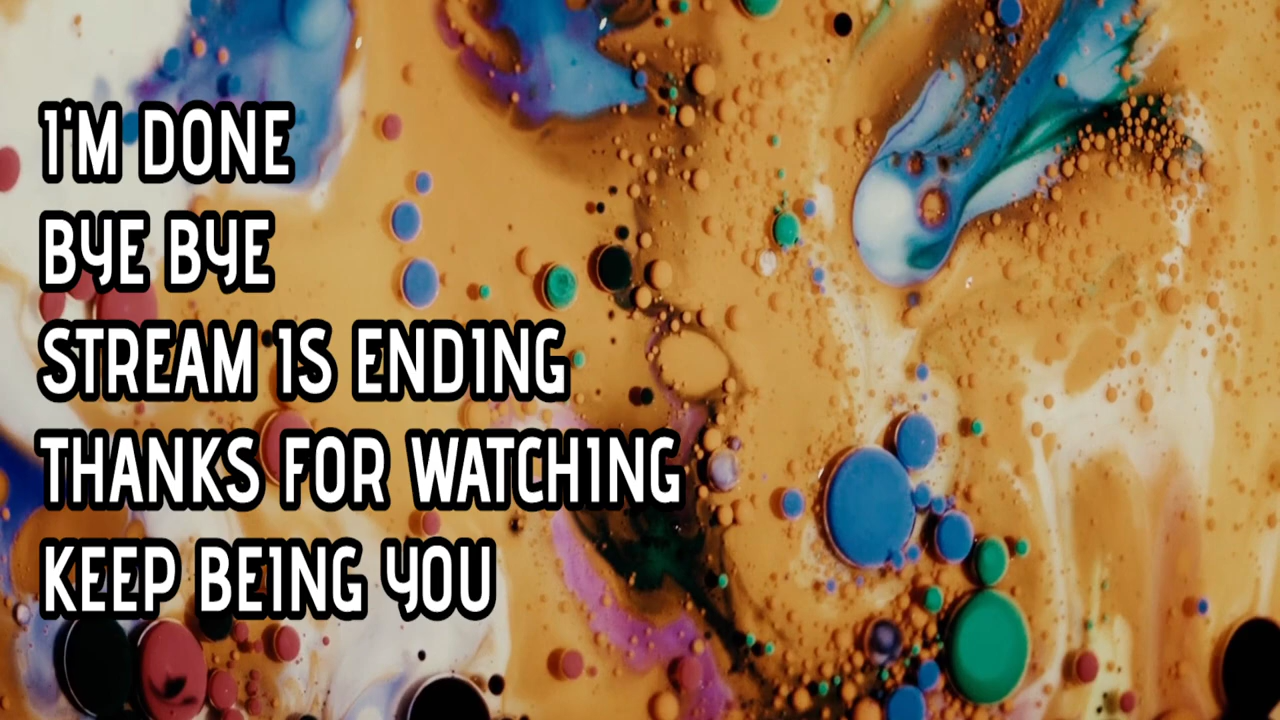 I'M DONE
BYE BYE
STREAM IS ENDING
THANKS FOR WATCHING
KEEP BEING YOU